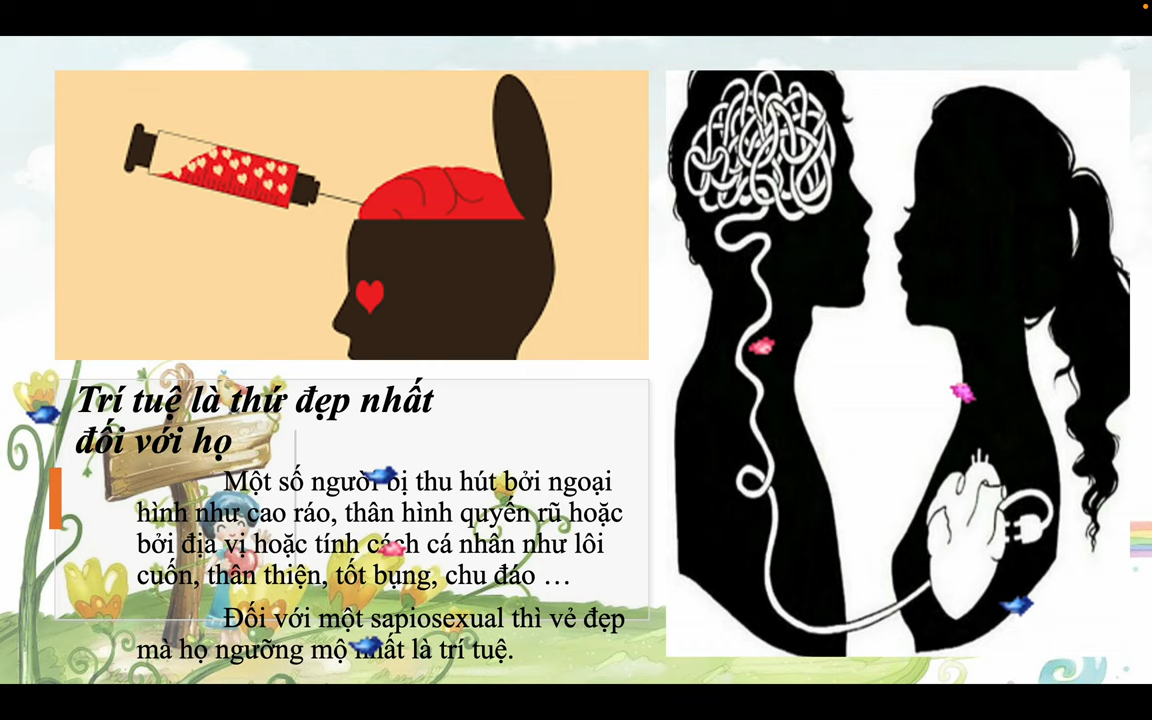 Trí tuệ là thứ đẹp nhất
đối với họ
Một số người bị thu hút bởi ngoại
hình như cao ráo, thân hình quyến rũ hoặc
bởi địa vị hoặc tính cách cá nhân như lôi
cuốn, thân thiện, tốt bụng, chu đáo …
Đối với một sapiosexual thì vẻ đẹp
mà họ ngưỡng mộ nhất là trí tuệ.